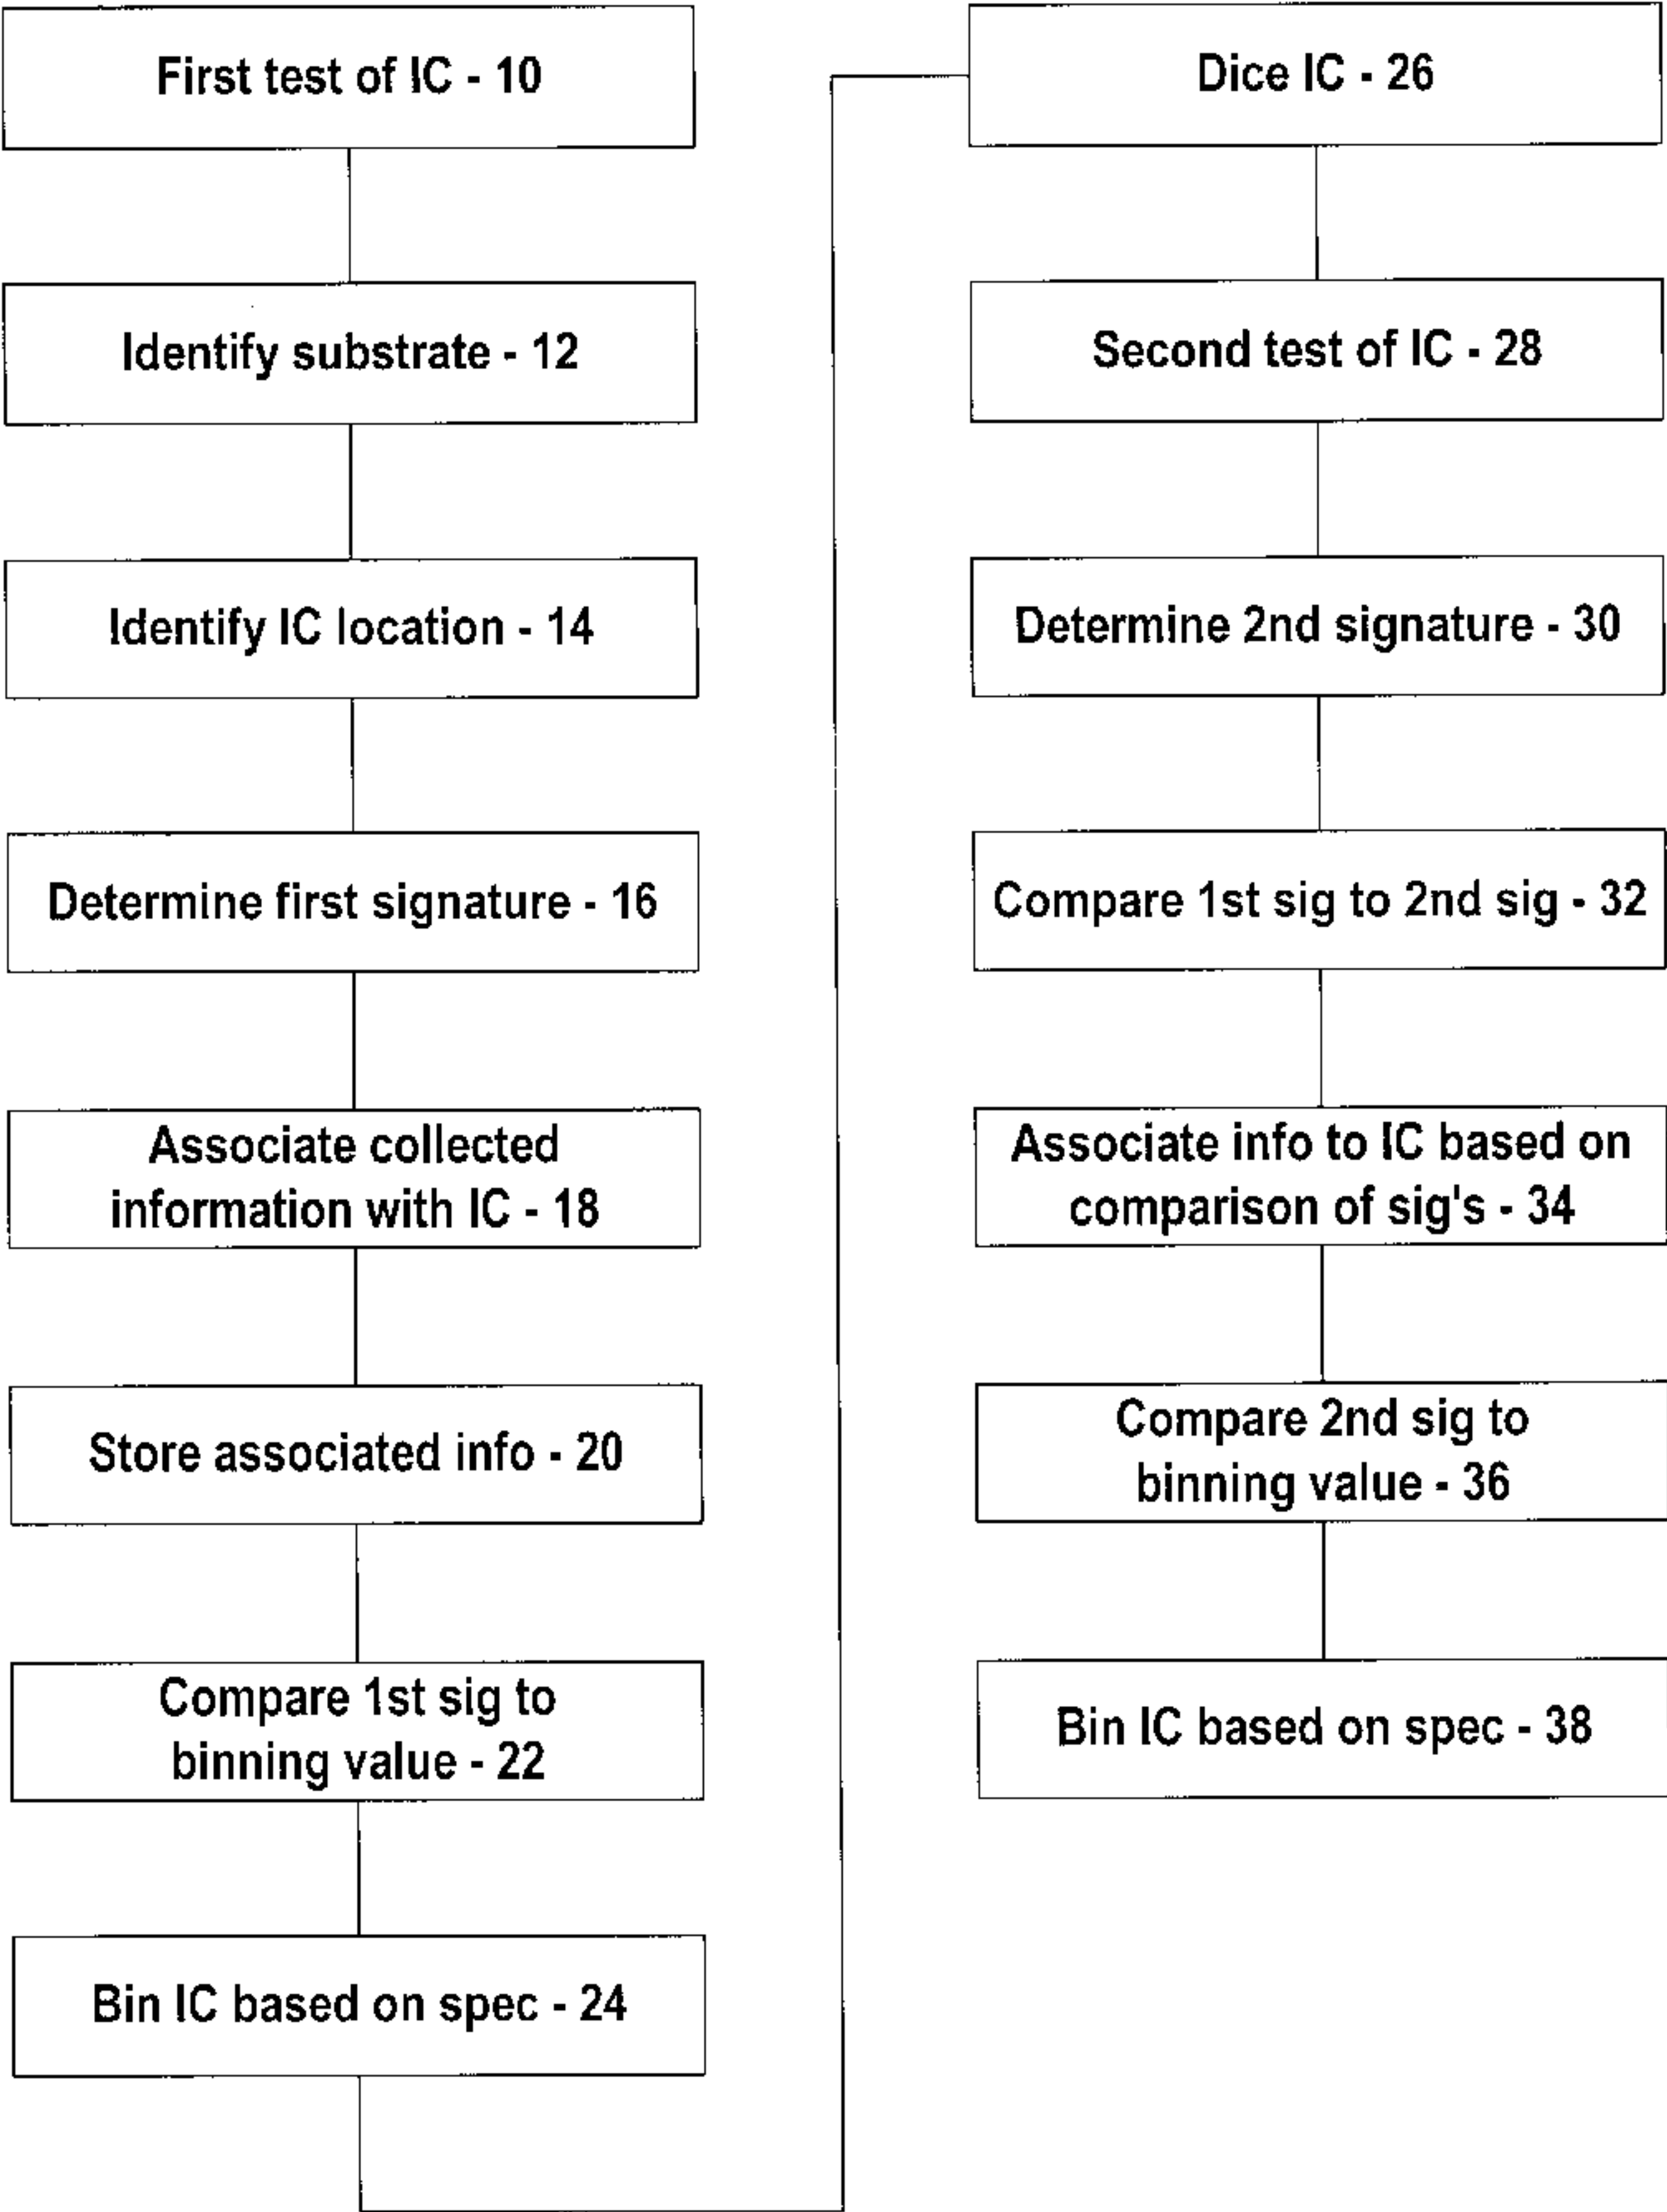 First test of IC - 10
Identify substrate - 12
Identify IC location - 14
Determine first signature - 16
Associate collected
information with IC - 18
Store associated info - 20
Compare 1st sig to
binning value - 22
Bin IC based on spec - 24
Dice IC - 26
Second test of IC - 28
Determine 2nd signature - 30
Compare 1st sig to 2nd sig - 32
Associate info to IC based on
comparison of sig's - 34
Compare 2nd sig to
binning value - 36
Bin IC based on spec - 38